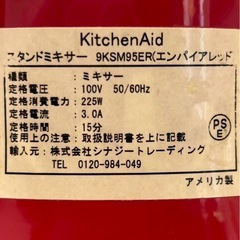 KitchenAid
スタンドミキサー 9KSM95ER(エンパイアレッド
種類 : ミキサー
定格電圧 : 100V 50/60Hz
定格消費電力 : 225W
定格電流 : 3.0A
定格時間 : 15分
使用上の注意 : 取扱説明書を上に記載
輸入元 : 株式会社シナジートレーディング
TEL 0120-984-049
PS
E
アメリカ製